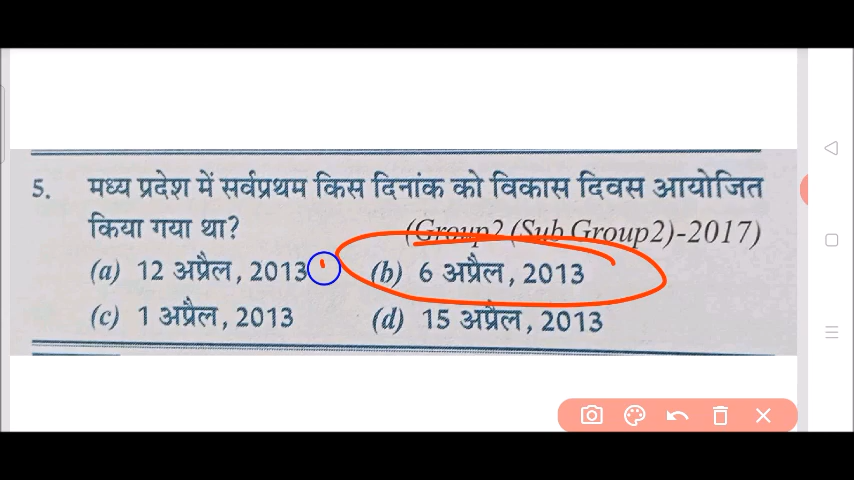 5. मध्य प्रदेश में सर्वप्रथम किस दिनांक को विकास दिवस आयोजित
किया गया था? (Group2 (Sub Group2)-2017)
(a) 12 अप्रैल, 2013 (b) 6 अप्रैल, 2013
(c) 1 अप्रैल, 2013 (d) 15 अप्रैल, 2013